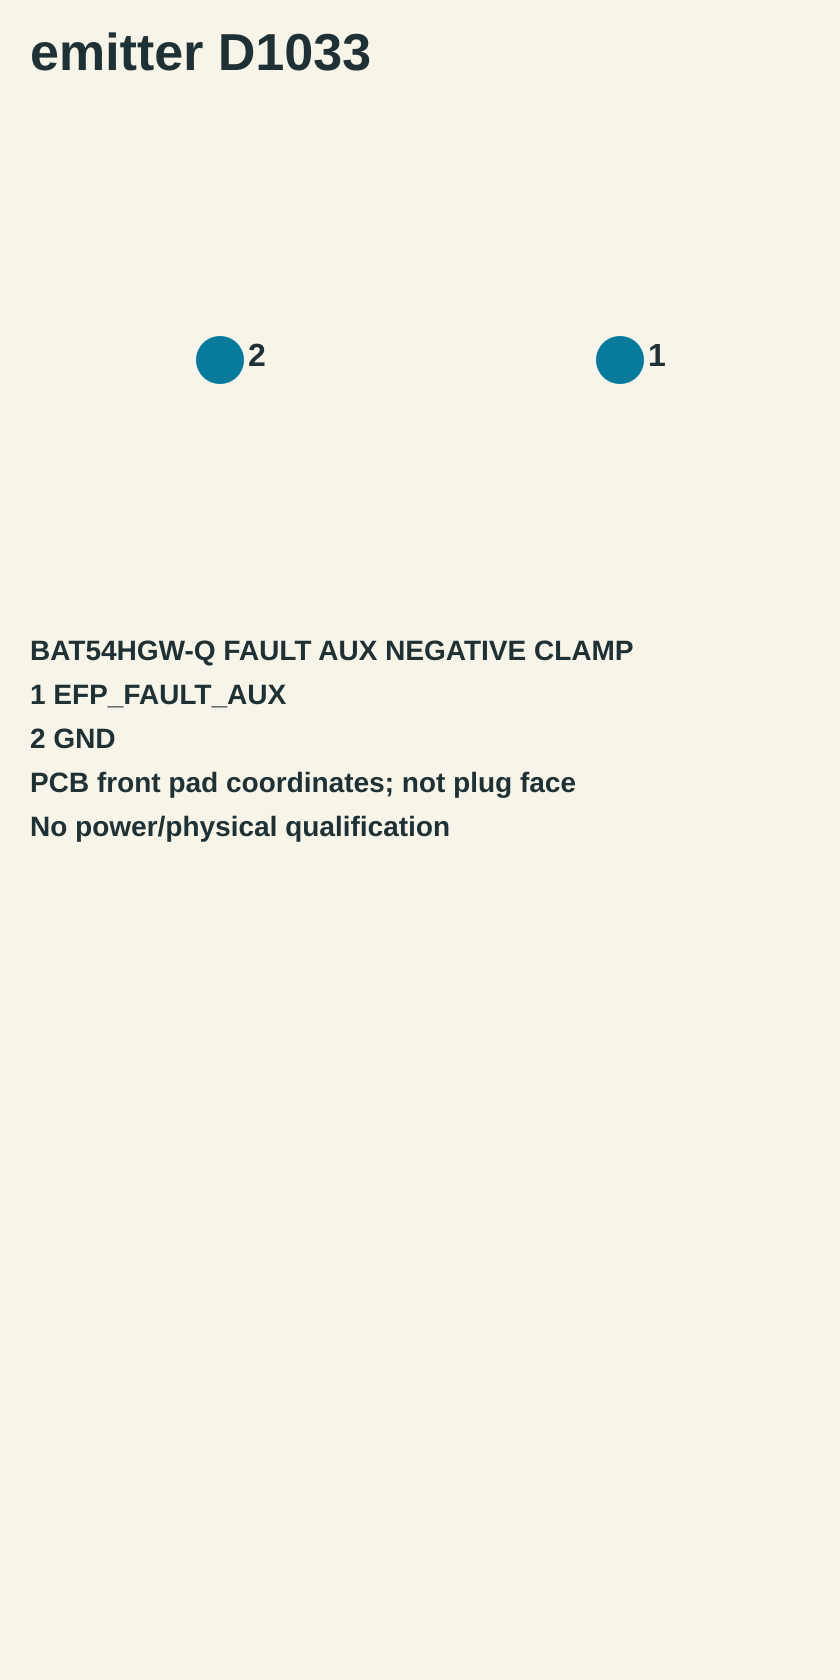 emitter D1033
2
1
BAT54HGW-Q FAULT AUX NEGATIVE CLAMP
1 EFP_FAULT_AUX
2 GND
PCB front pad coordinates; not plug face
No power/physical qualification